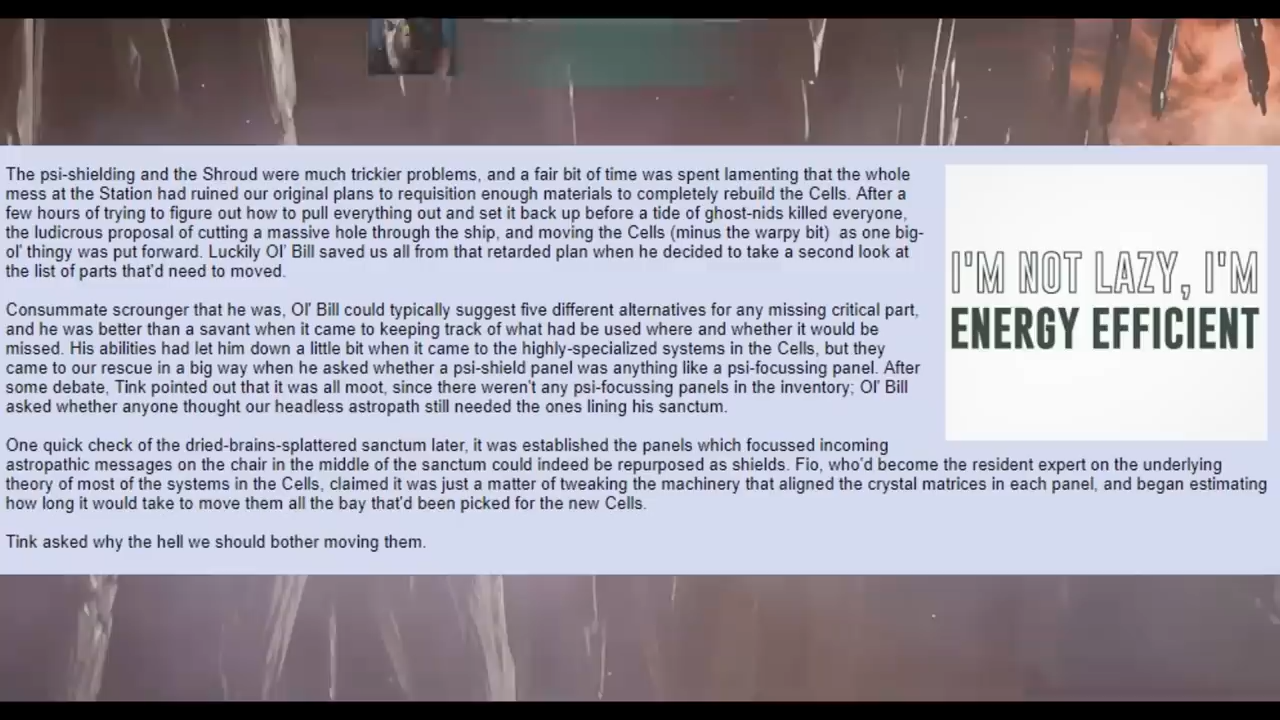 The psi-shielding and the Shroud were much trickier problems, and a fair bit of time was spent lamenting that the whole
mess at the Station had ruined our original plans to requisition enough materials to completely rebuild the Cells. After a
few hours of trying to figure out how to pull everything out and set it back up before a tide of ghost-nids killed everyone,
the ludicrous proposal of cutting a massive hole through the ship, and moving the Cells (minus the warpy bit)  as one big-
ol' thingy was put forward. Luckily Ol' Bill saved us all from that retarded plan when he decided to take a second look at
the list of parts that'd need to moved.
Consummate scrounger that he was, Ol' Bill could typically suggest five different alternatives for any missing critical part,
and he was better than a savant when it came to keeping track of what had be used where and whether it would be
missed. His abilities had let him down a little bit when it came to the highly-specialized systems in the Cells, but they
came to our rescue in a big way when he asked whether a psi-shield panel was anything like a psi-focussing panel. After
some debate, Tink pointed out that it was all moot, since there weren't any psi-focussing panels in the inventory; Ol' Bill
asked whether anyone thought our headless astropath still needed the ones lining his sanctum.
One quick check of the dried-brains-splattered sanctum later, it was established the panels which focussed incoming
astropathic messages on the chair in the middle of the sanctum could indeed be repurposed as shields. Fio, who'd become the resident expert on the underlying
theory of most of the systems in the Cells, claimed it was just a matter of tweaking the machinery that aligned the crystal matrices in each panel, and began estimating
how long it would take to move them all the bay that'd been picked for the new Cells.
Tink asked why the hell we should bother moving them.
I'M NOT LAZY, I'M
ENERGY EFFICIENT